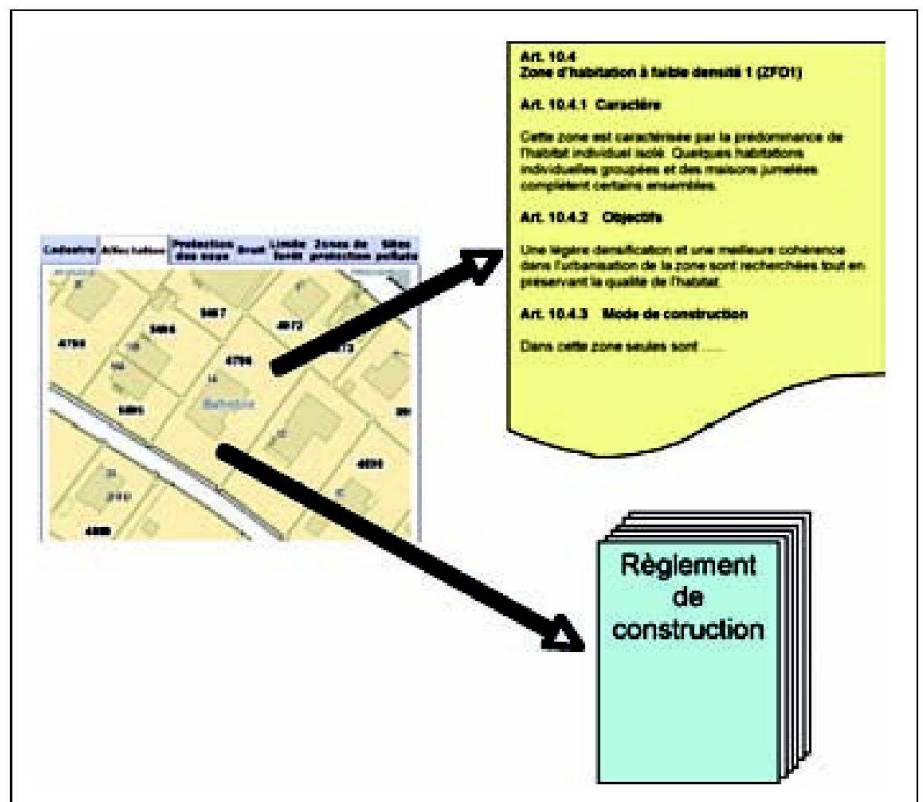 Art. 10.4
Zone d'habitation à faible densité 1 (ZFD1)
Art. 10.4.1 Caractère
Cette zone est caractérisée par la prédominance de
l'habitat individuel isolé. Quelques habitations
individuelles groupées et des maisons jumelées
complètent certains ensembles.
Art. 10.4.2 Objectifs
Une légère densification et une meilleure cohérence
dans l'urbanisation de la zone sont recherchées tout en
préservant la qualité de l'habitat.
Art. 10.4.3 Mode de construction
Dans cette zone seules sont ......
Cadastre Affectation Protection des eaux Bruit Limite forêt Zones de protection Sites pollués
4872
4796
Règlement
de
construction